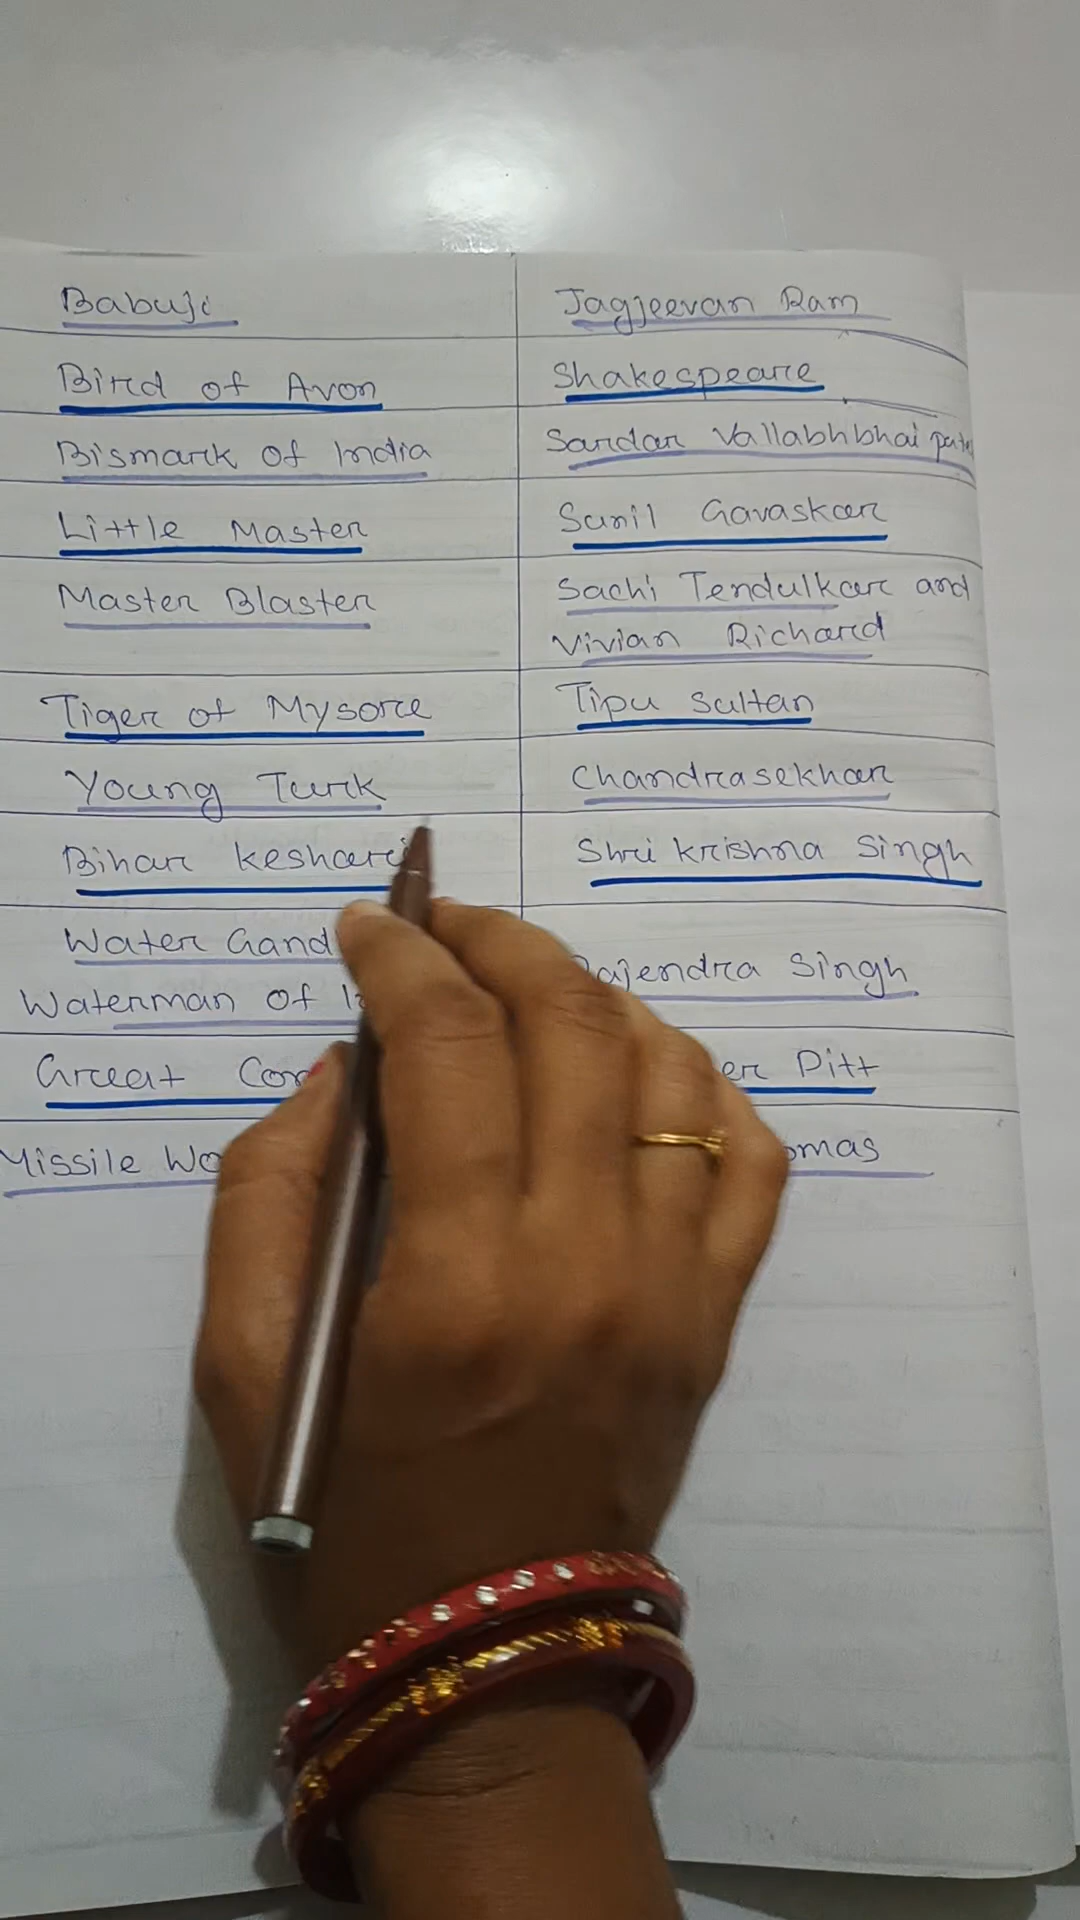 Babuji Jagjeevan Ram
Bird of Avon Shakespeare
Bismark of India Sardar Vallabhbhai
Little Master Sunil Gavaskar
Master Blaster Sachi Tendulkar and
Vivian Richard
Tiger of Mysore Tipu Sultan
Young Turk Chandrasekhar
Bihar Keshari Shri Krishna Singh
Water Rajendra Singh
Waterman of
Great Pitt
Missile